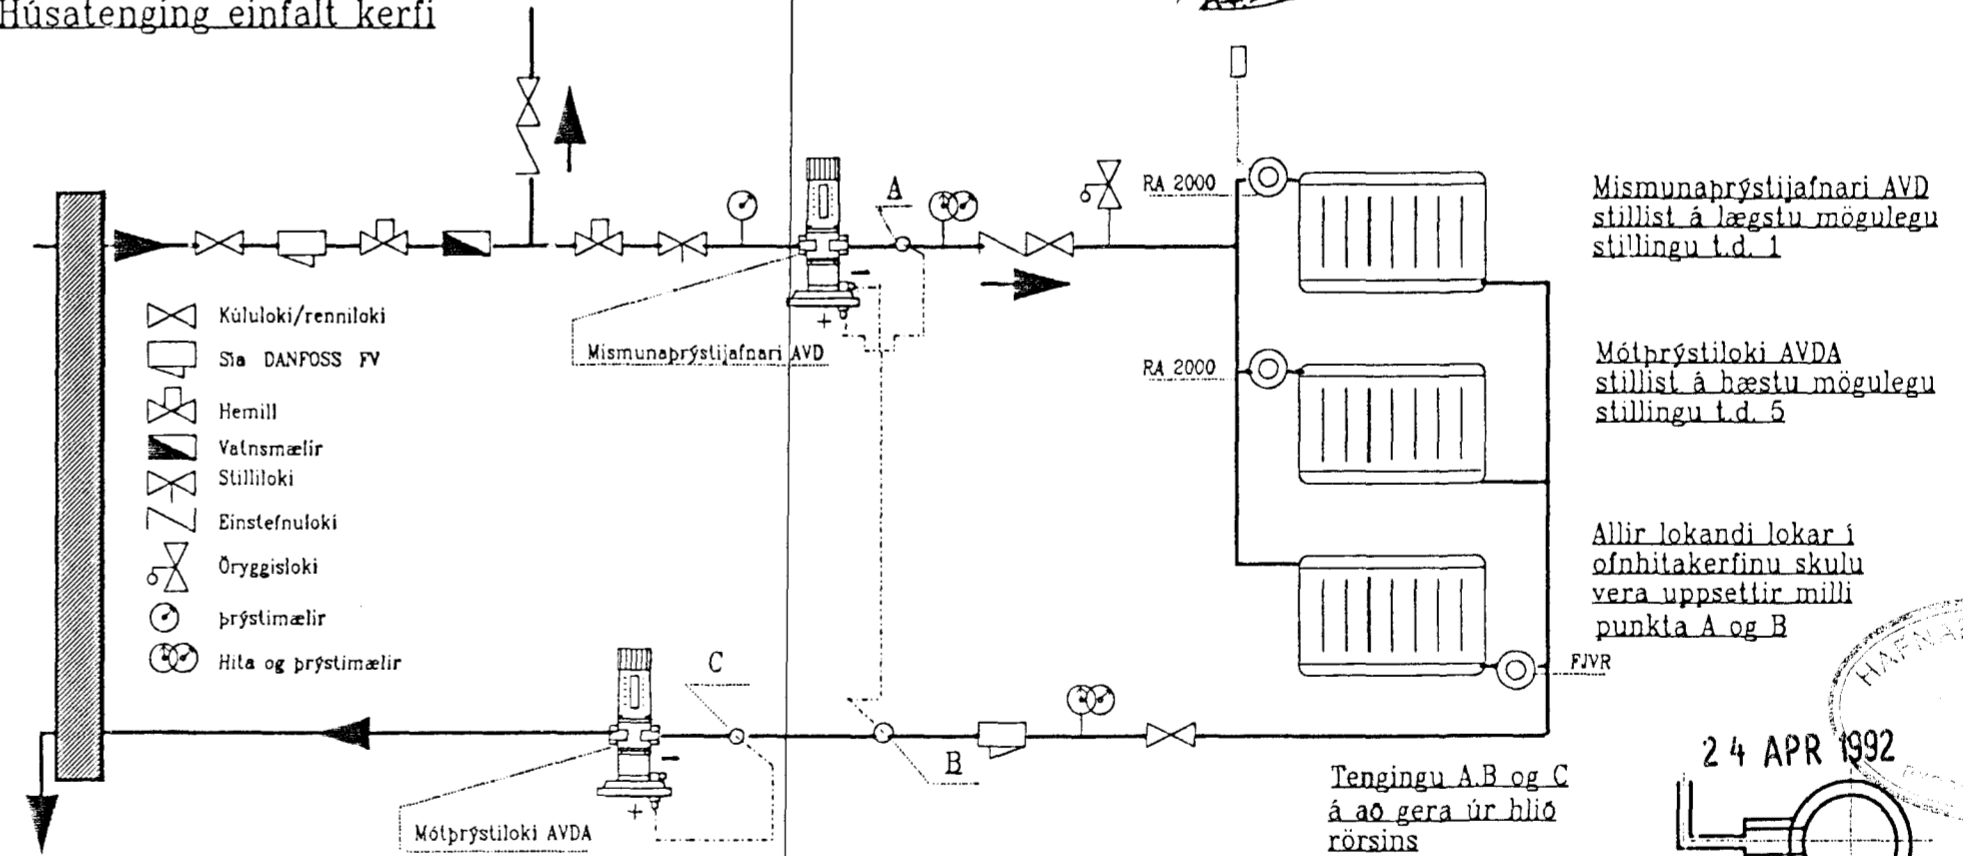 Húsatenging einfalt kerfi
A
RA 2000
Mismunaþrýstijafnari AVD
stillist á lægstu mögulegu
stillingu t.d. 1
Kúluloki/renniloki
Sía DANFOSS FV
Hemill
Vatnsmælir
Stilliloki
Einstefnuloki
Öryggisloki
Þrýstimælir
Hita og þrýstimælir
+
Mismunaþrýstijafnari AVD
RA 2000
Mótþrýstiloki AVDA
stillist á hæstu mögulegu
stillingu t.d. 5
Allir lokandi lokar í
ofnhitakerfinu skulu
vera uppsettir milli
punkta A og B
FJVR
C
B
+
Mótþrýstiloki AVDA
Tengingu A.B og C
á að gera úr hlið
rörsins
24 APR 1992